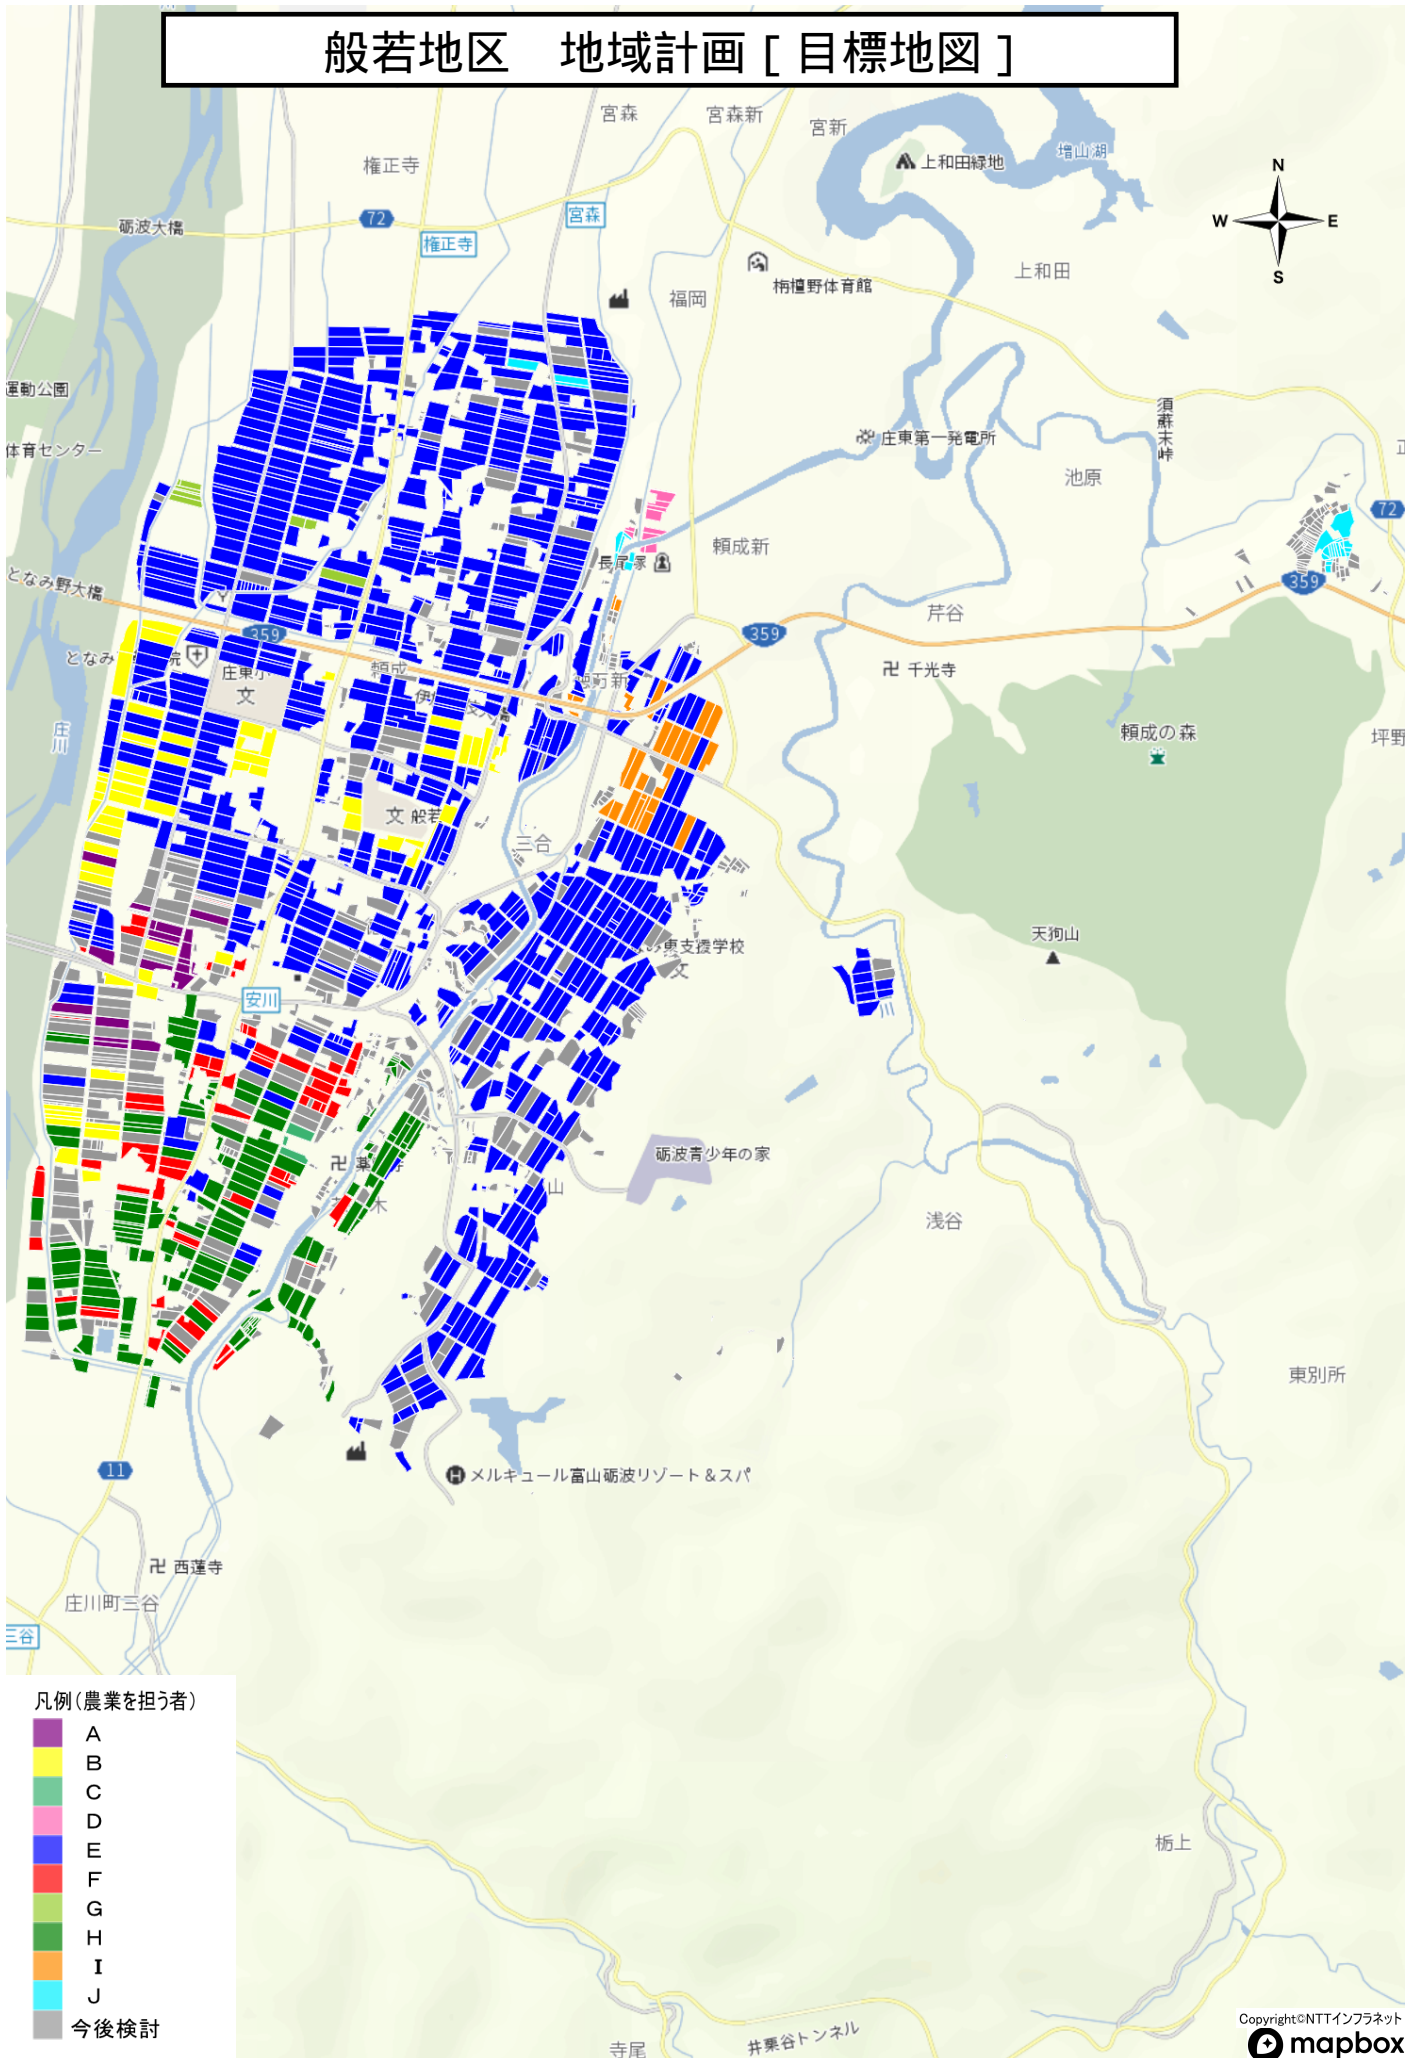 般若地区　地域計画 [ 目標地図 ]
宮森
宮森新
宮新
権正寺
上和田緑地
増山湖
N
W
E
S
72
宮森
砺波大橋
権正寺
上和田
栴檀野体育館
福岡
運動公園
須蘇末峠
庄東第一発電所
体育センター
池原
正
72
頼成新
長尾塚
となみ野大橋
359
芹谷
359
359
となみ
院
庄東小
文
頼成
千光寺
庄川
頼成の森
坪野
文 般若
三合
天狗山
東支援学校
文
安川
砺波青少年の家
山
木
浅谷
東別所
11
メルキュール富山砺波リゾート＆スパ
卍 西蓮寺
庄川町三谷
三谷
凡例(農業を担う者)
A
B
C
D
E
F
G
H
I
J
今後検討
栃上
寺尾
井栗谷トンネル
Copyright©NTTインフラネット
mapbox